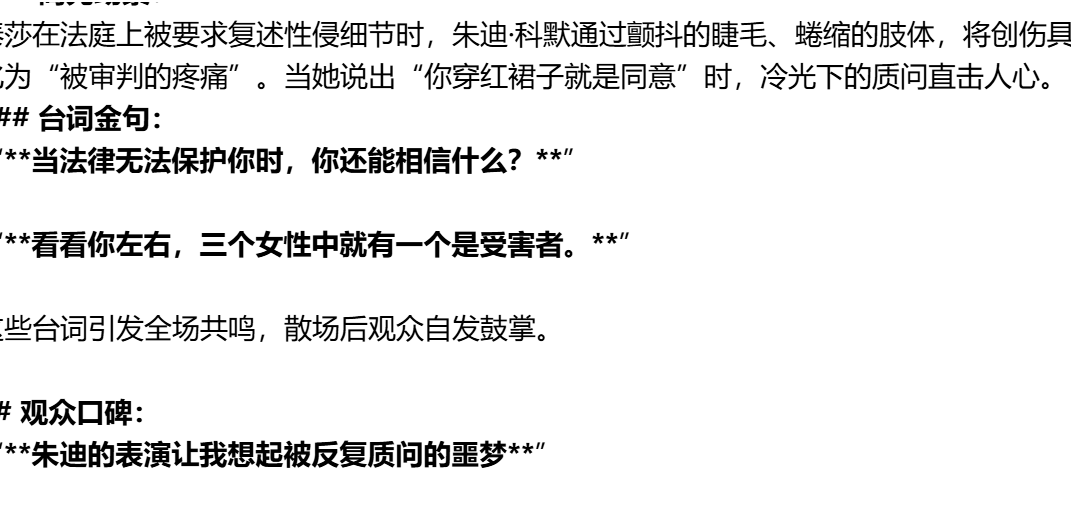 莎在法庭上被要求复述性侵细节时，朱迪·科默通过颤抖的睫毛、蜷缩的肢体，将创伤具
为“被审判的疼痛”。当她说出“你穿红裙子就是同意”时，冷光下的质问直击人心。
## 台词金句：
“**当法律无法保护你时，你还能相信什么？**”
“**看看你左右，三个女性中就有一个是受害者。**”
些台词引发全场共鸣，散场后观众自发鼓掌。
# 观众口碑：
“**朱迪的表演让我想起被反复质问的噩梦**”